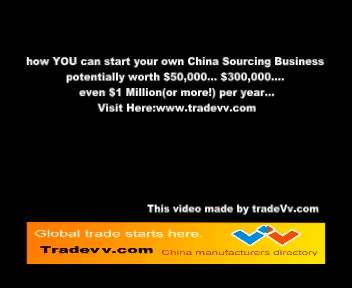 how YOU can start your own China Sourcing Business
potentially worth $50,000... $300,000....
even $1 Million(or more!) per year...
Visit Here:www.tradevv.com
This video made by tradeVv.com
Global trade starts here.
Tradevv.com
China manufacturers directory